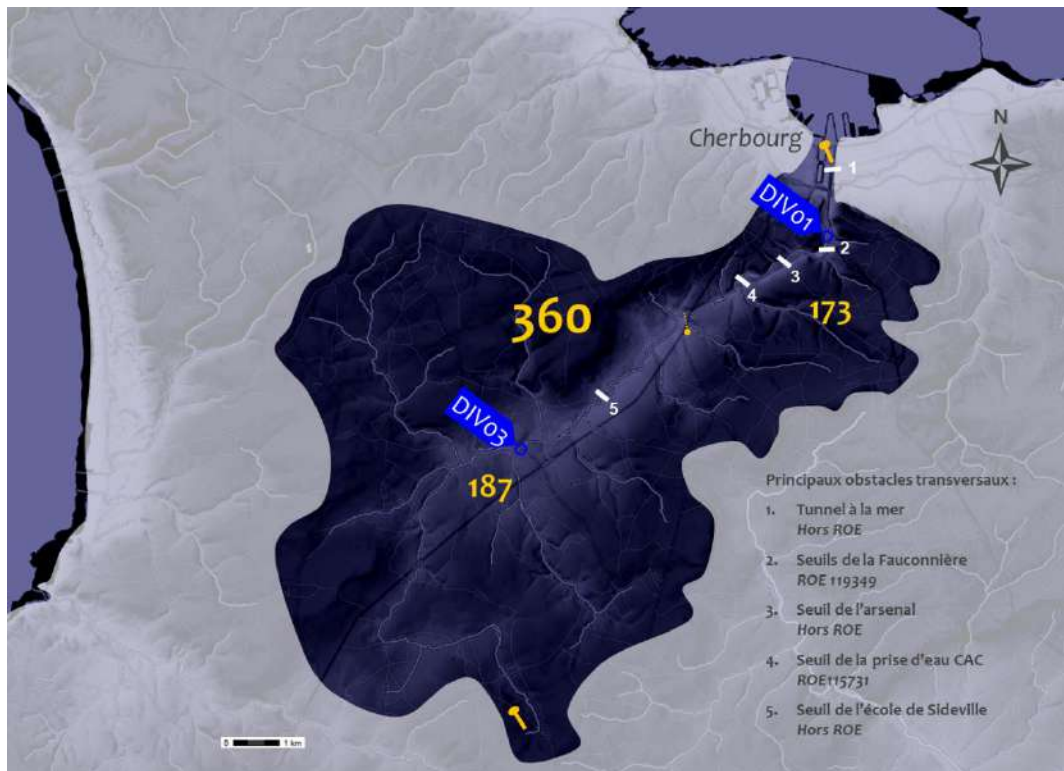 Cherbourg
N
1
DIV01
2
3
4
173
360
5
DIV03
187
Principaux obstacles transversaux :
1. Tunnel à la mer
Hors ROE
2. Seuils de la Fauconnière
ROE 119349
3. Seuil de l'arsenal
Hors ROE
4. Seuil de la prise d'eau CAC
ROE115731
5. Seuil de l'école de Sideville
Hors ROE
0 1 km